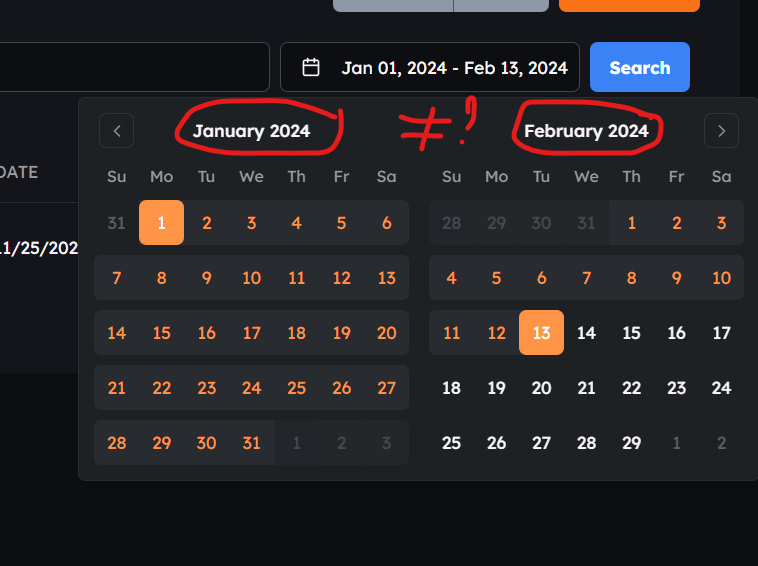 Jan 01, 2024 - Feb 13, 2024
Search
January 2024
≠!
February 2024
DATE
Su Mo Tu We Th Fr Sa
Su Mo Tu We Th Fr Sa
31 1 2 3 4 5 6
28 29 30 31 1 2 3
11/25/202
7 8 9 10 11 12 13
4 5 6 7 8 9 10
14 15 16 17 18 19 20
11 12 13 14 15 16 17
21 22 23 24 25 26 27
18 19 20 21 22 23 24
28 29 30 31 1 2 3
25 26 27 28 29 1 2